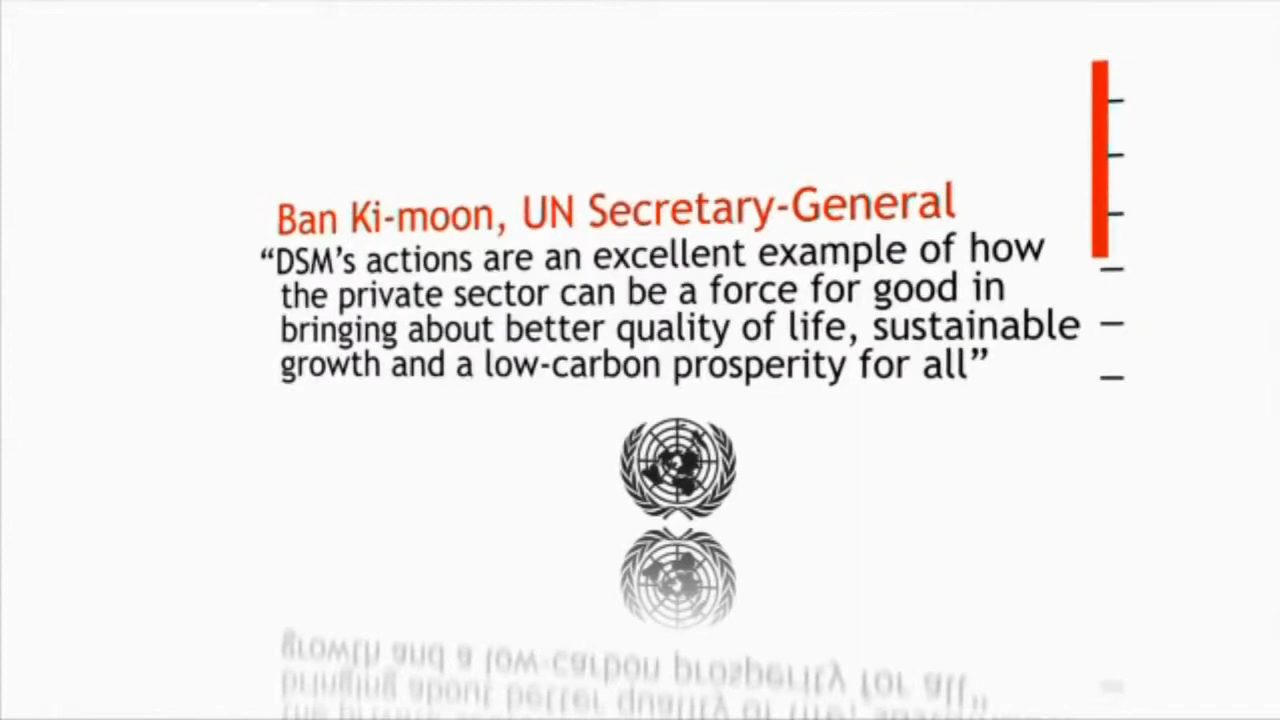 Ban Ki-moon, UN Secretary-General
“DSM’s actions are an excellent example of how
the private sector can be a force for good in
bringing about better quality of life, sustainable
growth and a low-carbon prosperity for all”